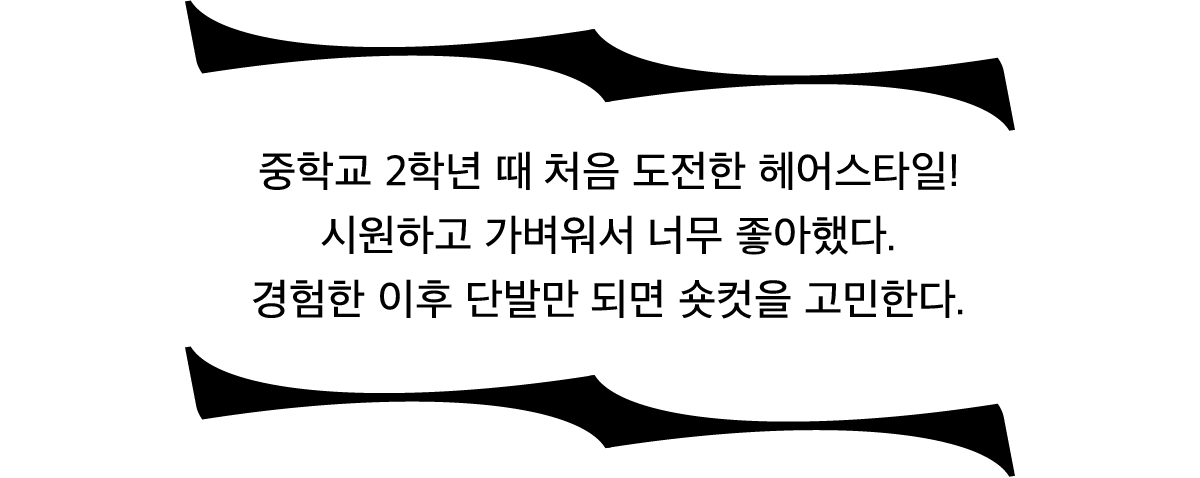 중학교 2학년 때 처음 도전한 헤어스타일!
시원하고 가벼워서 너무 좋아했다.
경험한 이후 단발만 되면 숏컷을 고민한다.